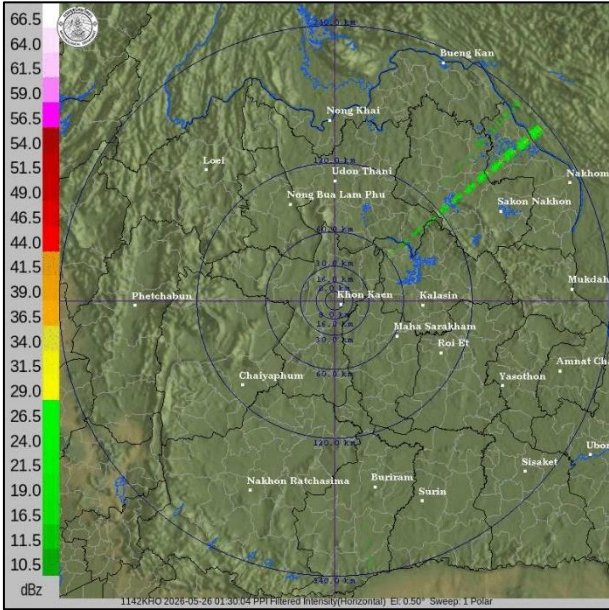 66.5
64.0
61.5
59.0
56.5
54.0
51.5
49.0
46.5
44.0
41.5
39.0
36.5
34.0
31.5
29.0
26.5
24.0
21.5
19.0
16.5
14.0
11.5
10.5
dBz
Bueng Kan
Nong Khai
Loei
Udon Thani
Nakhom
Nong Bua Lam Phu
Sakon Nakhon
Mukdah
Phetchabun
Khon Kaen
Kalasin
Maha Sarakham
Roi Et
Amnat Cha
Chaiyaphum
Yasothon
120.0 km
Ubon
Sisaket
Nakhon Ratchasima
Buriram
Surin
1142KHO 2026-05-26 01:30:04 PPI Filtered Intensity(Horizontal) El: 0.50° Sweep: 1 Polar